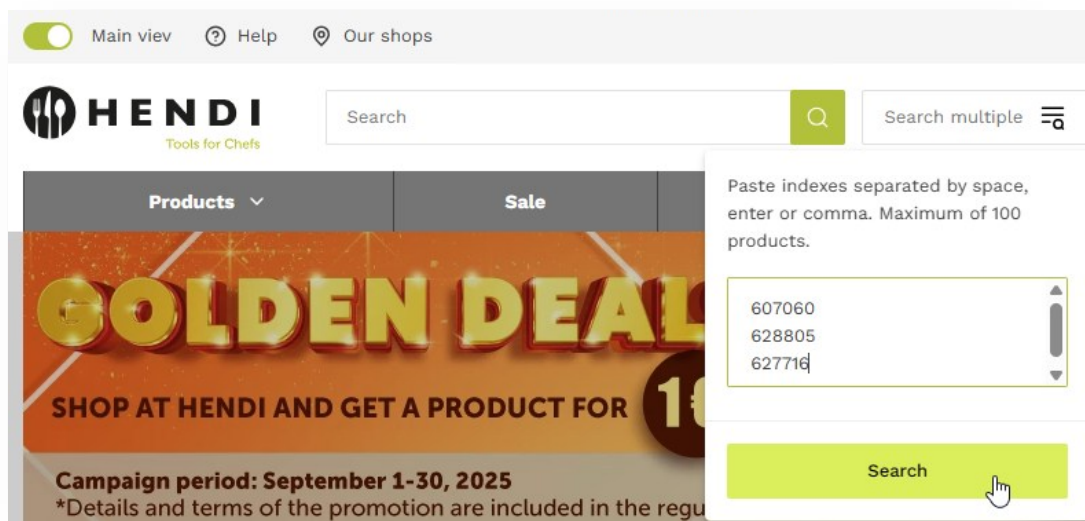 Main viev Help Our shops
HENDI
Tools for Chefs
Search
Search multiple
Products Sale
Paste indexes separated by space,
enter or comma. Maximum of 100
products.
607060
628805
627716
Search
GOLDEN DEAL
SHOP AT HENDI AND GET A PRODUCT FOR
Campaign period: September 1-30, 2025
*Details and terms of the promotion are included in the